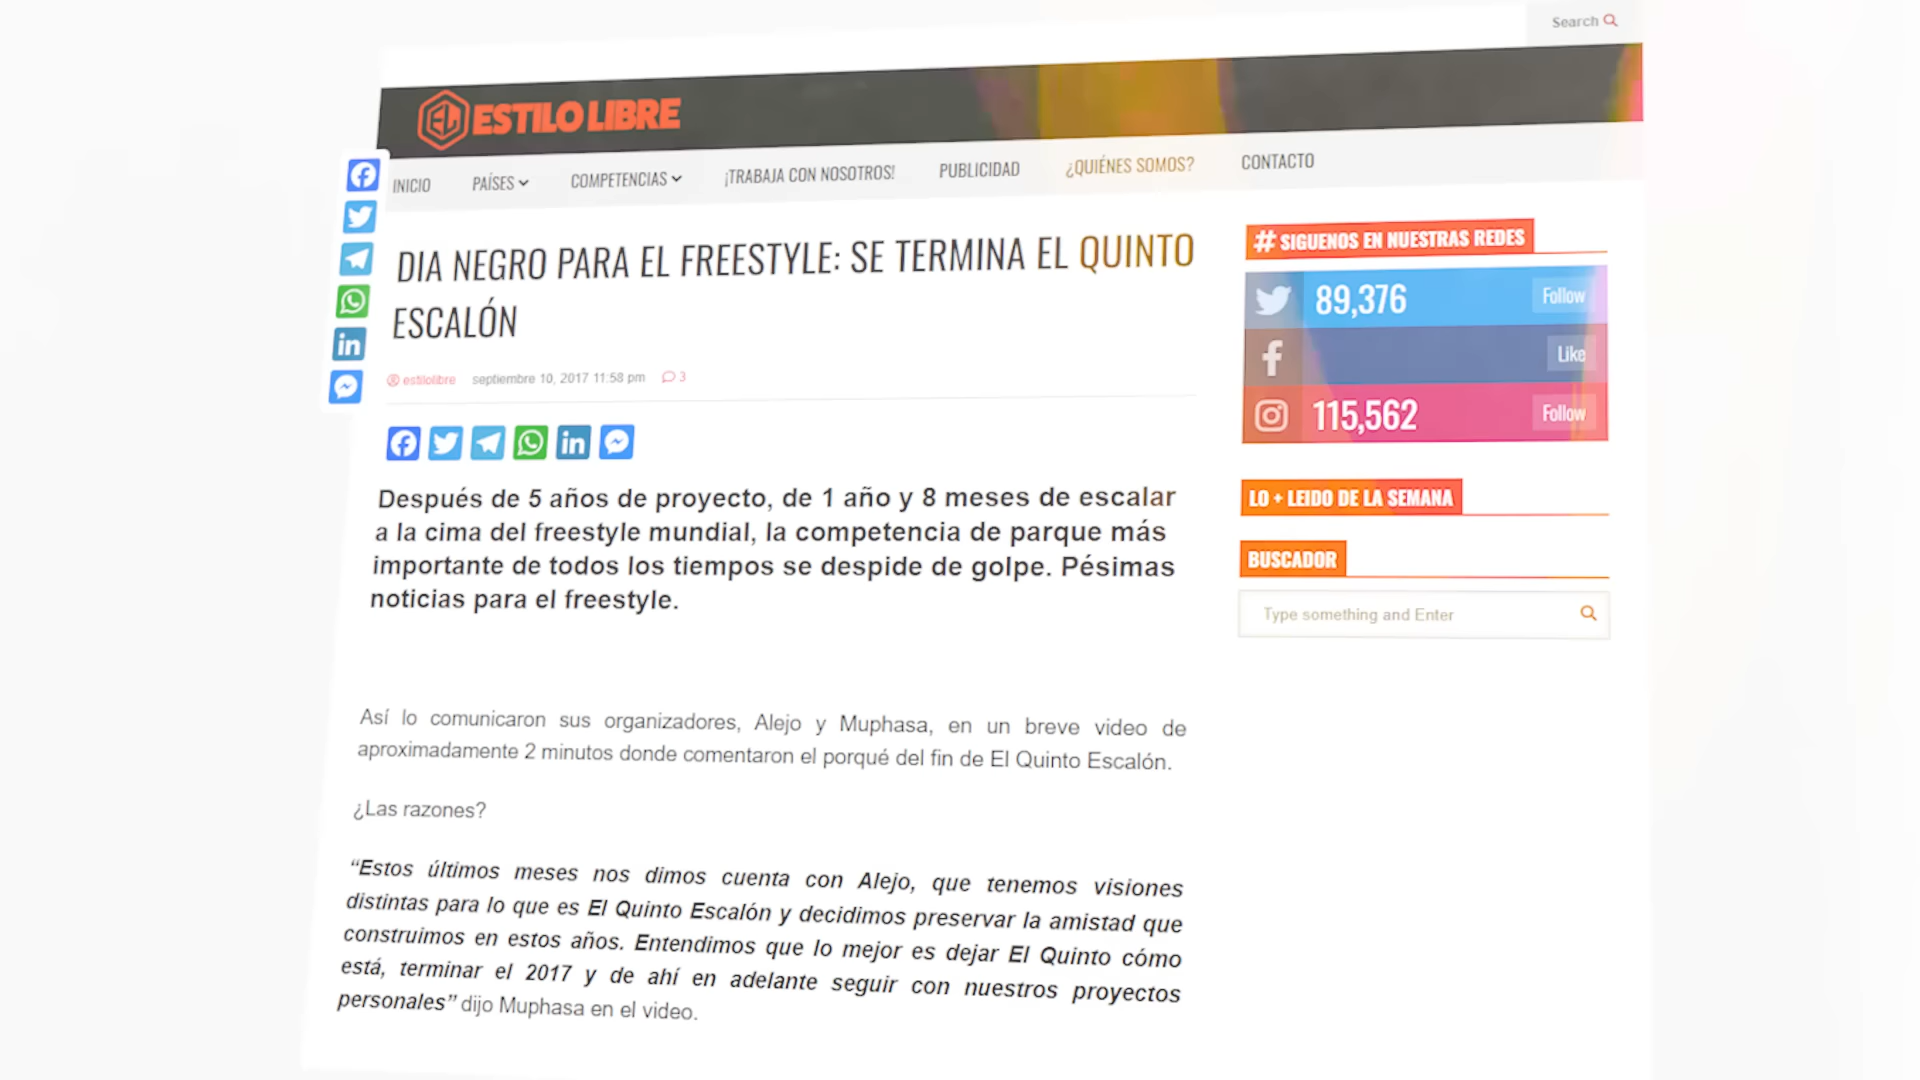 Search
ESTILO LIBRE
INICIO PAÍSES COMPETENCIAS ¡TRABAJA CON NOSOTROS! PUBLICIDAD ¿QUIÉNES SOMOS? CONTACTO
DIA NEGRO PARA EL FREESTYLE: SE TERMINA EL QUINTO
ESCALÓN
estilolibre septiembre 10, 2017 11:58 pm 3
Después de 5 años de proyecto, de 1 año y 8 meses de escalar
a la cima del freestyle mundial, la competencia de parque más
importante de todos los tiempos se despide de golpe. Pésimas
noticias para el freestyle.
Así lo comunicaron sus organizadores, Alejo y Muphasa, en un breve video de
aproximadamente 2 minutos donde comentaron el porqué del fin de El Quinto Escalón.
¿Las razones?
“Estos últimos meses nos dimos cuenta con Alejo, que tenemos visiones
distintas para lo que es El Quinto Escalón y decidimos preservar la amistad que
construimos en estos años. Entendimos que lo mejor es dejar El Quinto cómo
está, terminar el 2017 y de ahí en adelante seguir con nuestros proyectos
personales” dijo Muphasa en el video.
# SIGUENOS EN NUESTRAS REDES
89,376 Follow
Like
115,562 Follow
LO + LEIDO DE LA SEMANA
BUSCADOR
Type something and Enter